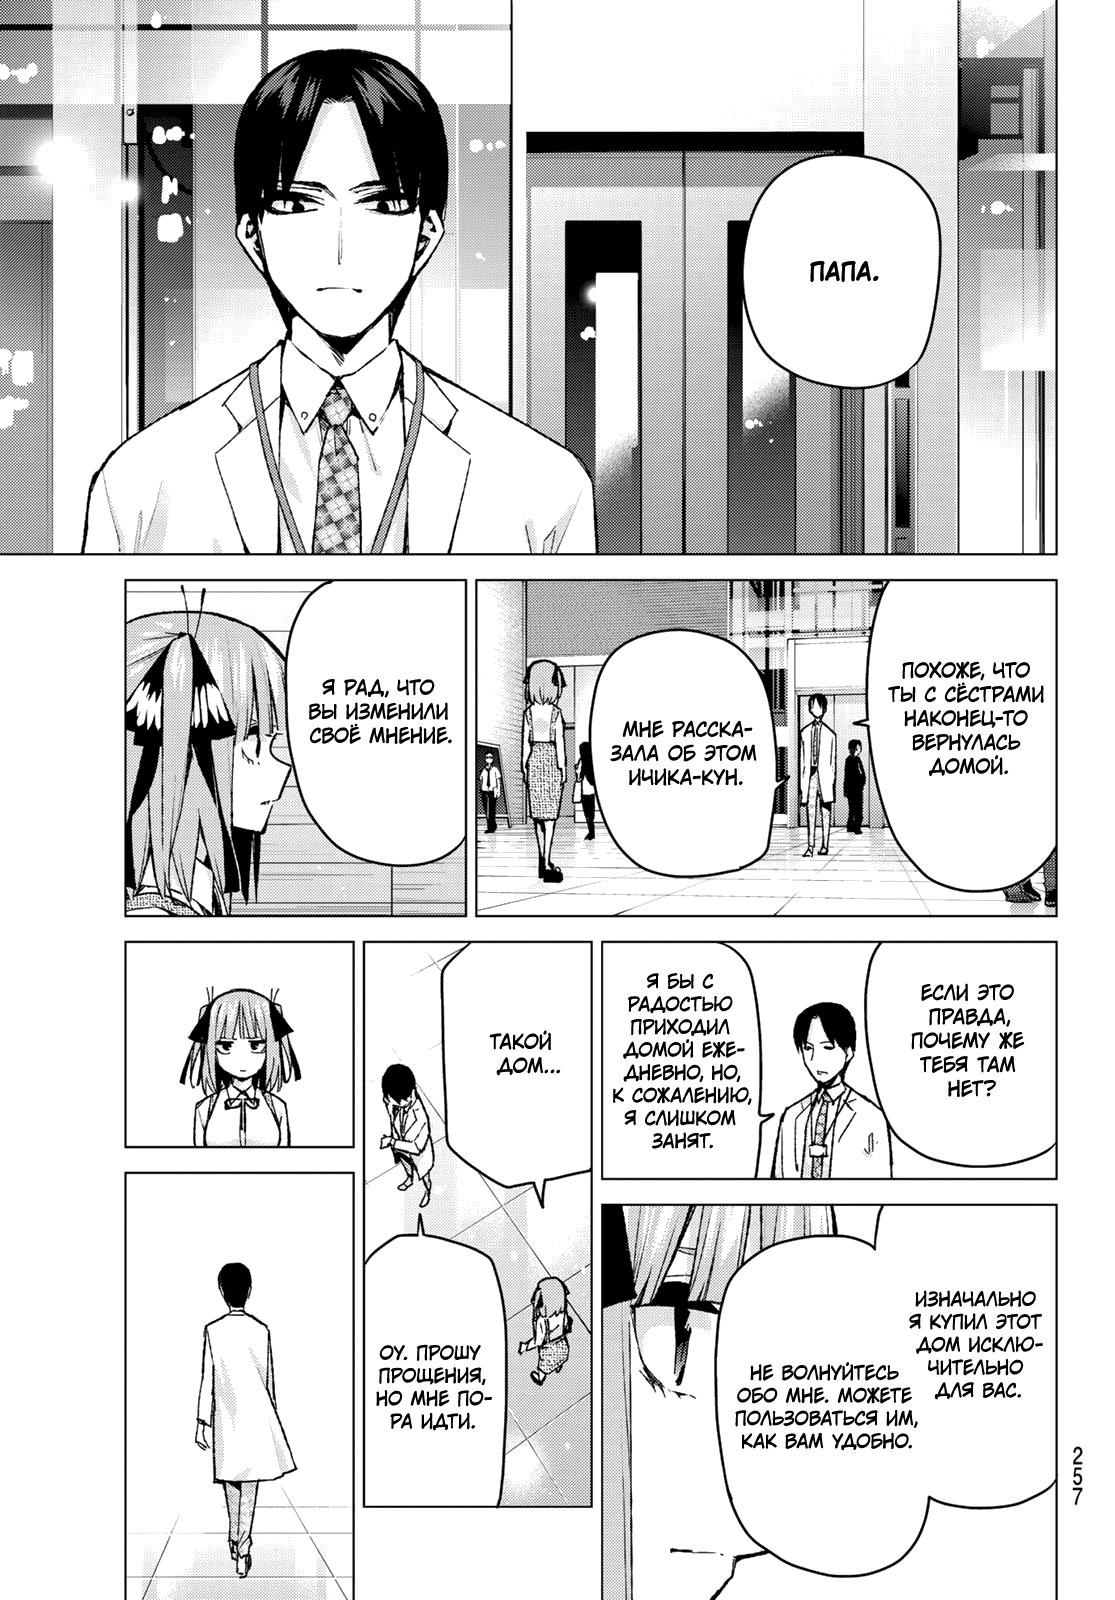 ПАПА.
ПОХОЖЕ, ЧТО
ТЫ С СЁСТРАМИ
НАКОНЕЦ-ТО
ВЕРНУЛАСЬ
ДОМОЙ.
МНЕ РАССКА-
ЗАЛА ОБ ЭТОМ
ИЧИКА-КУН.
Я РАД, ЧТО
ВЫ ИЗМЕНИЛИ
СВОЁ МНЕНИЕ.
ЕСЛИ ЭТО
ПРАВДА,
ПОЧЕМУ ЖЕ
ТЕБЯ ТАМ
НЕТ?
Я БЫ С
РАДОСТЬЮ
ПРИХОДИЛ
ДОМОЙ ЕЖЕ-
ДНЕВНО, НО,
К СОЖАЛЕНИЮ,
Я СЛИШКОМ
ЗАНЯТ.
ИЗНАЧАЛЬНО
Я КУПИЛ ЭТОТ
ДОМ ИСКЛЮ-
ЧИТЕЛЬНО
ДЛЯ ВАС.
НЕ ВОЛНУЙТЕСЬ
ОБО МНЕ. МОЖЕТЕ
ПОЛЬЗОВАТЬСЯ ИМ,
КАК ВАМ УДОБНО.
ТАКОЙ
ДОМ...
ОУ. ПРОШУ
ПРОЩЕНИЯ,
НО МНЕ ПО-
РА ИДТИ.
257